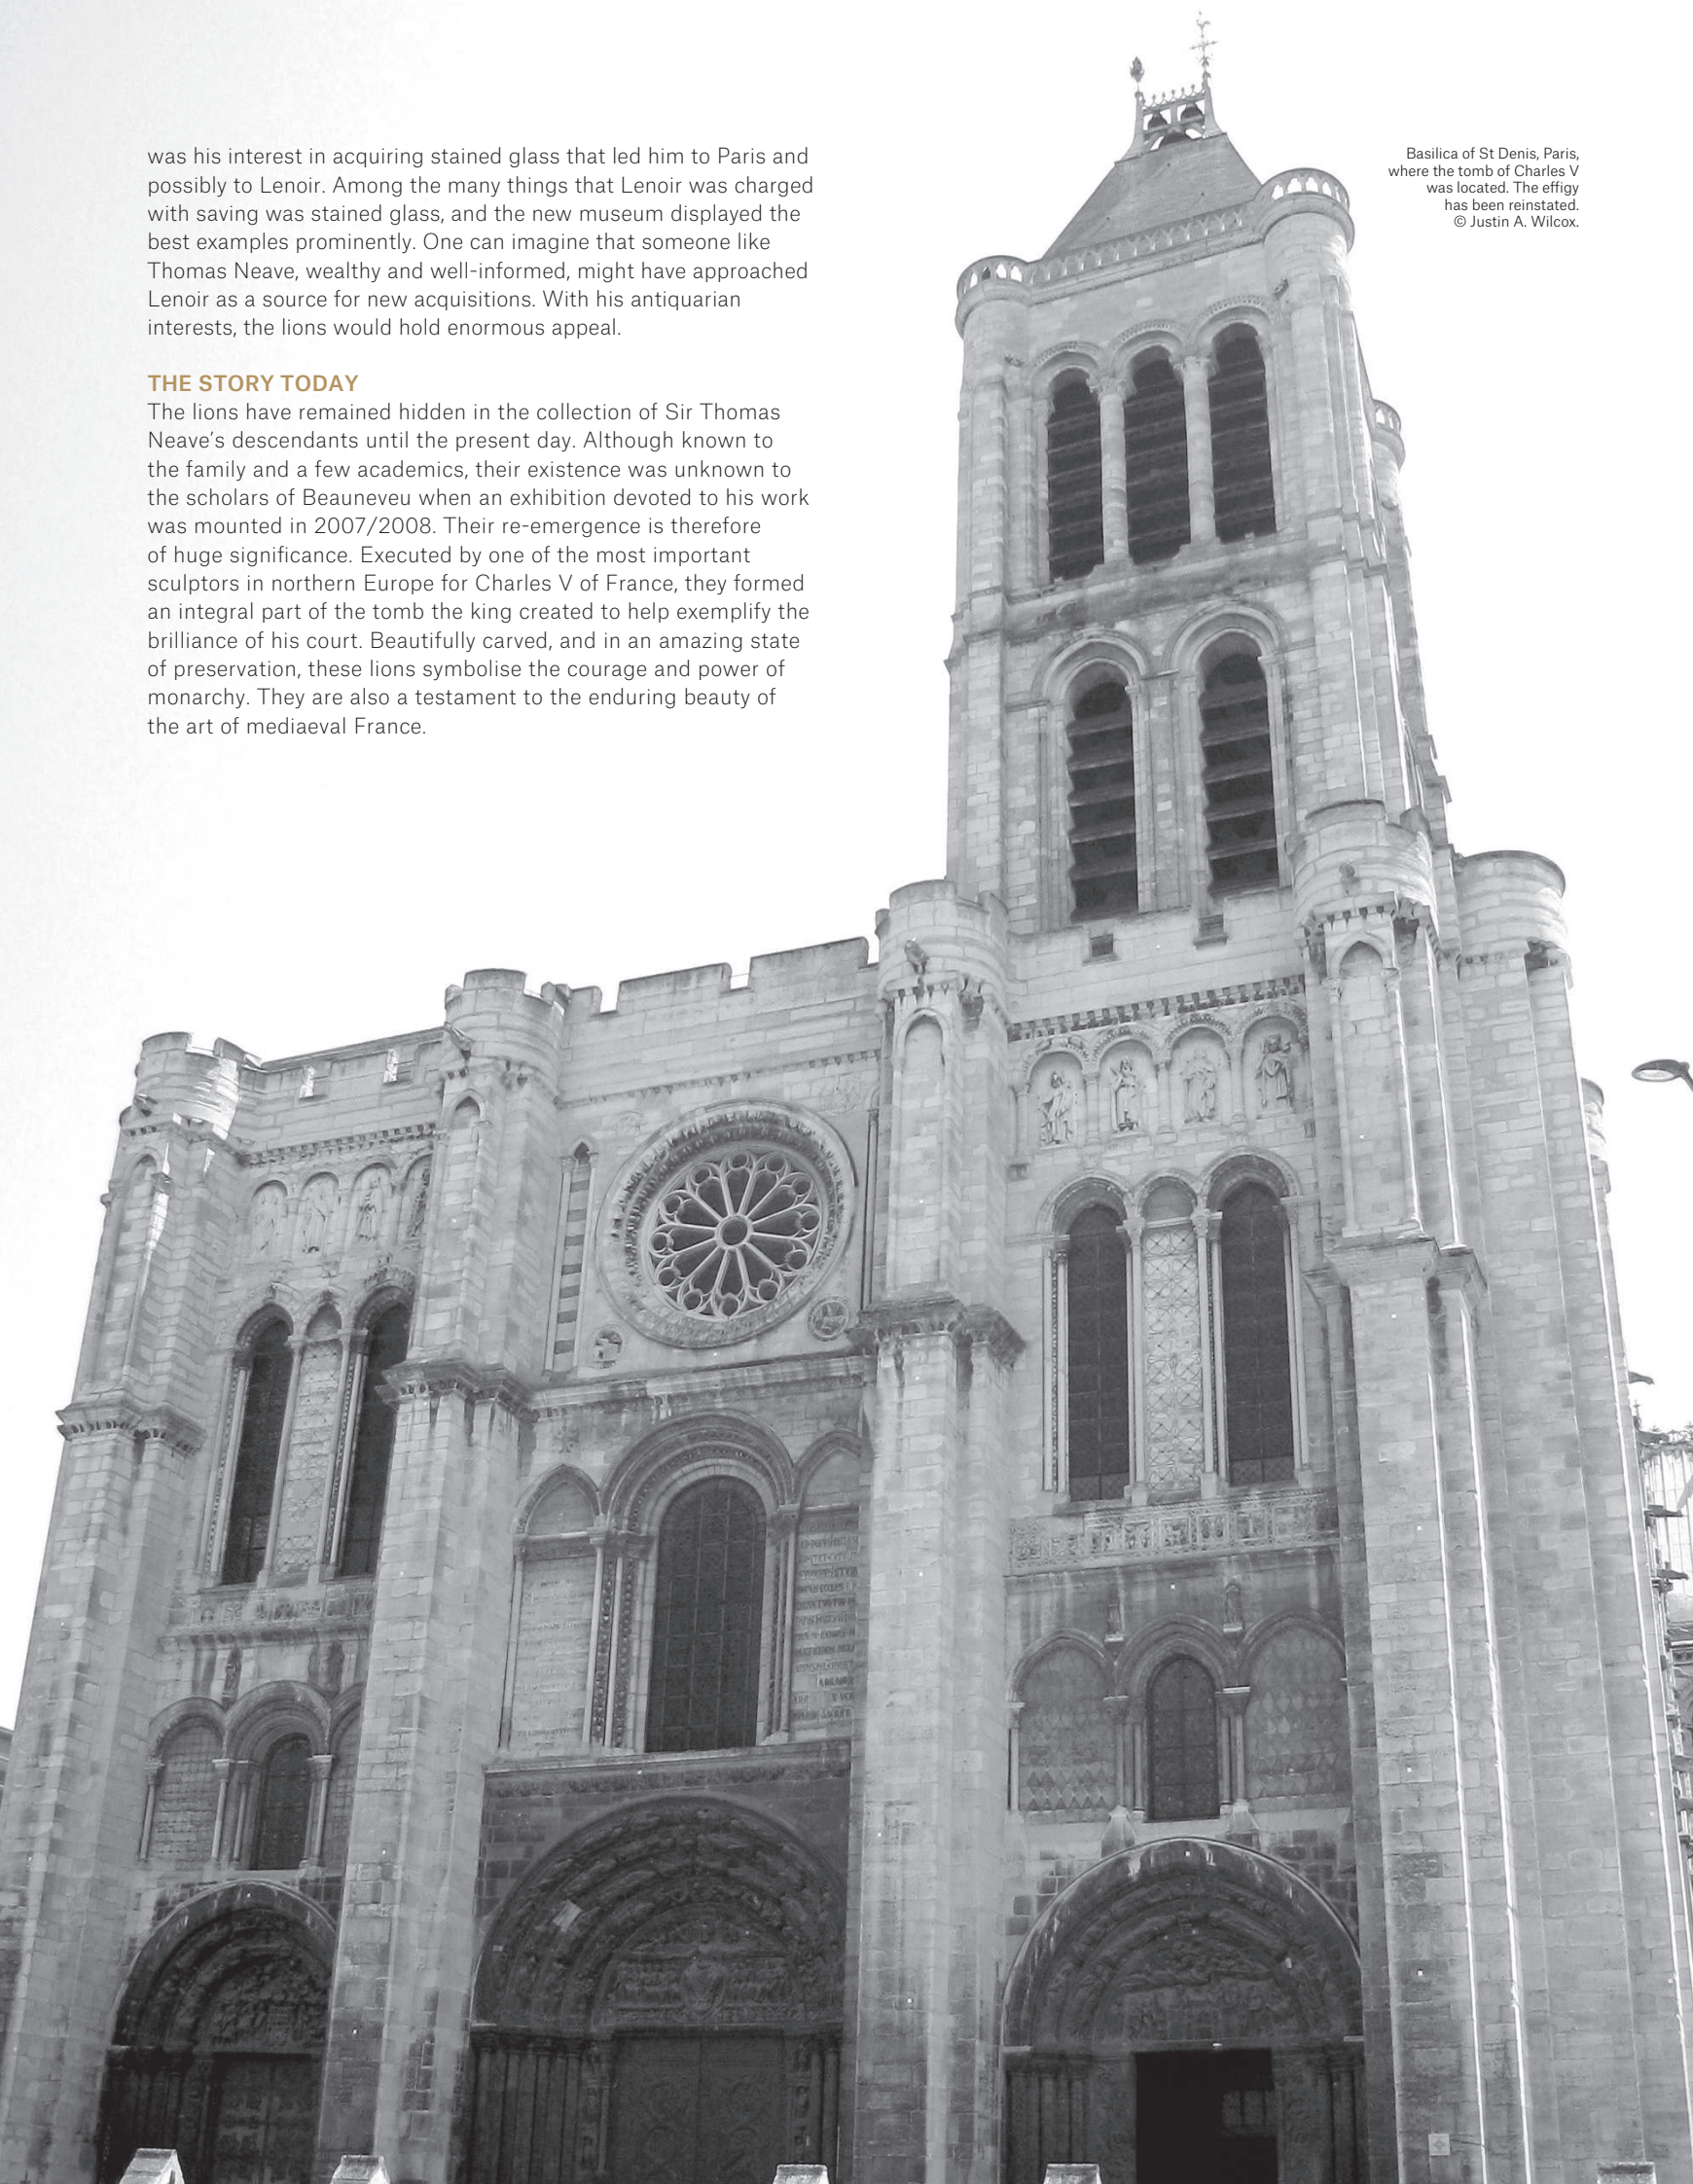 was his interest in acquiring stained glass that led him to Paris and
possibly to Lenoir. Among the many things that Lenoir was charged
with saving was stained glass, and the new museum displayed the
best examples prominently. One can imagine that someone like
Thomas Neave, wealthy and well-informed, might have approached
Lenoir as a source for new acquisitions. With his antiquarian
interests, the lions would hold enormous appeal.
THE STORY TODAY
The lions have remained hidden in the collection of Sir Thomas
Neave’s descendants until the present day. Although known to
the family and a few academics, their existence was unknown to
the scholars of Beauneveu when an exhibition devoted to his work
was mounted in 2007/2008. Their re-emergence is therefore
of huge significance. Executed by one of the most important
sculptors in northern Europe for Charles V of France, they formed
an integral part of the tomb the king created to help exemplify the
brilliance of his court. Beautifully carved, and in an amazing state
of preservation, these lions symbolise the courage and power of
monarchy. They are also a testament to the enduring beauty of
the art of mediaeval France.
Basilica of St Denis, Paris,
where the tomb of Charles V
was located. The effigy
has been reinstated.
© Justin A. Wilcox.